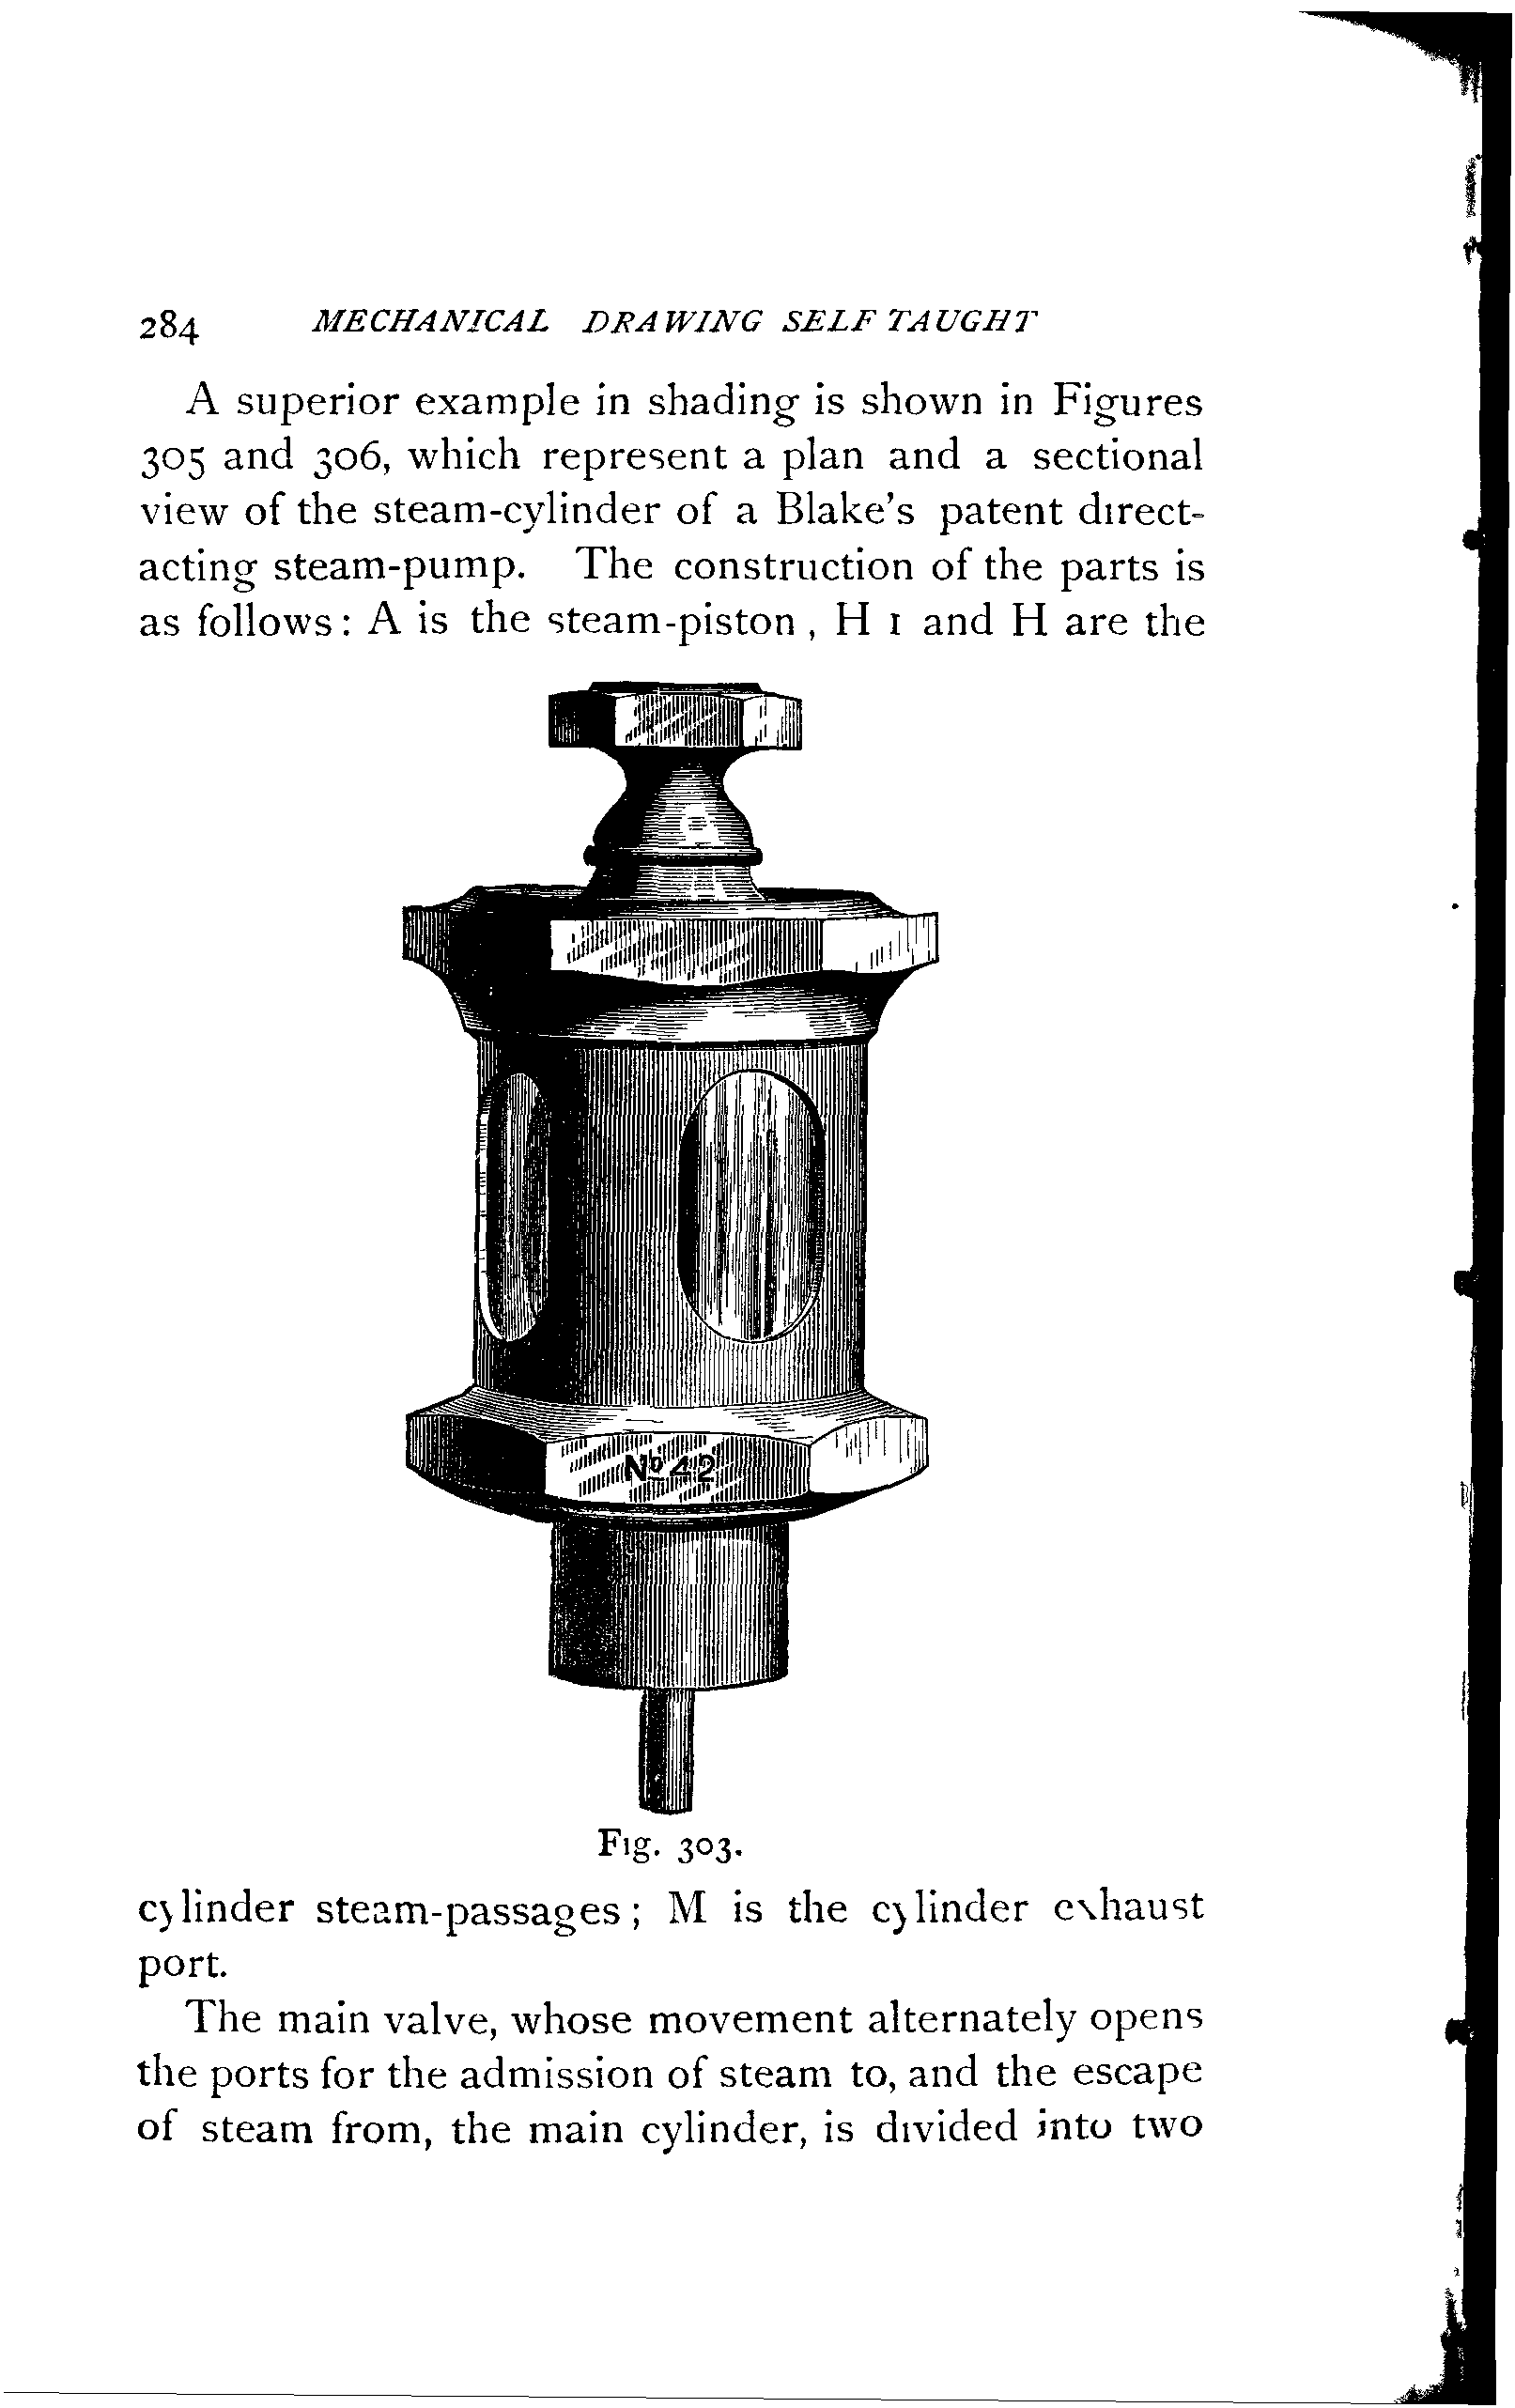 284 MECHANICAL DRAWING SELF TAUGHT
A superior example in shading is shown in Figures
305 and 306, which represent a plan and a sectional
view of the steam-cylinder of a Blake's patent direct-
acting steam-pump. The construction of the parts is
as follows: A is the steam-piston, H 1 and H are the
Nº 42
Fig. 303.
cylinder steam-passages; M is the cylinder exhaust
port.
The main valve, whose movement alternately opens
the ports for the admission of steam to, and the escape
of steam from, the main cylinder, is divided into two